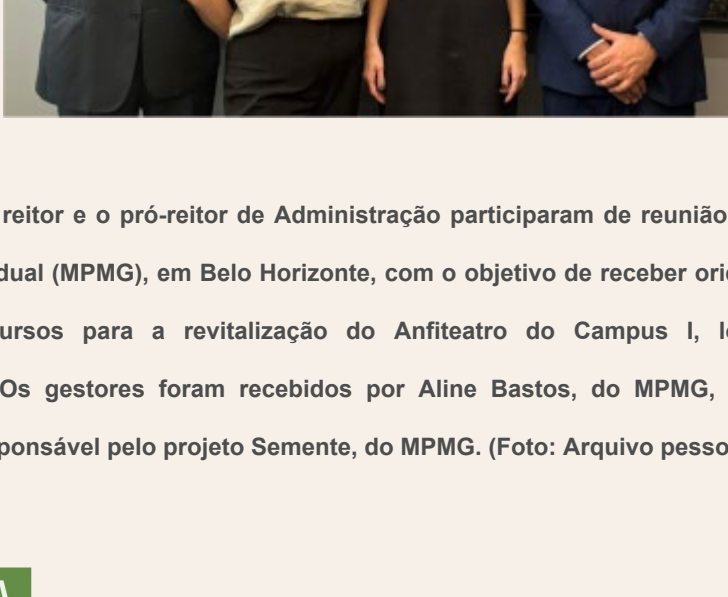 reitor e o pró-reitor de Administração participaram de reunião
dual (MPMG), em Belo Horizonte, com o objetivo de receber ori
ursos para a revitalização do Anfiteatro do Campus I, l
Os gestores foram recebidos por Aline Bastos, do MPMG,
ponsável pelo projeto Semente, do MPMG. (Foto: Arquivo pesso